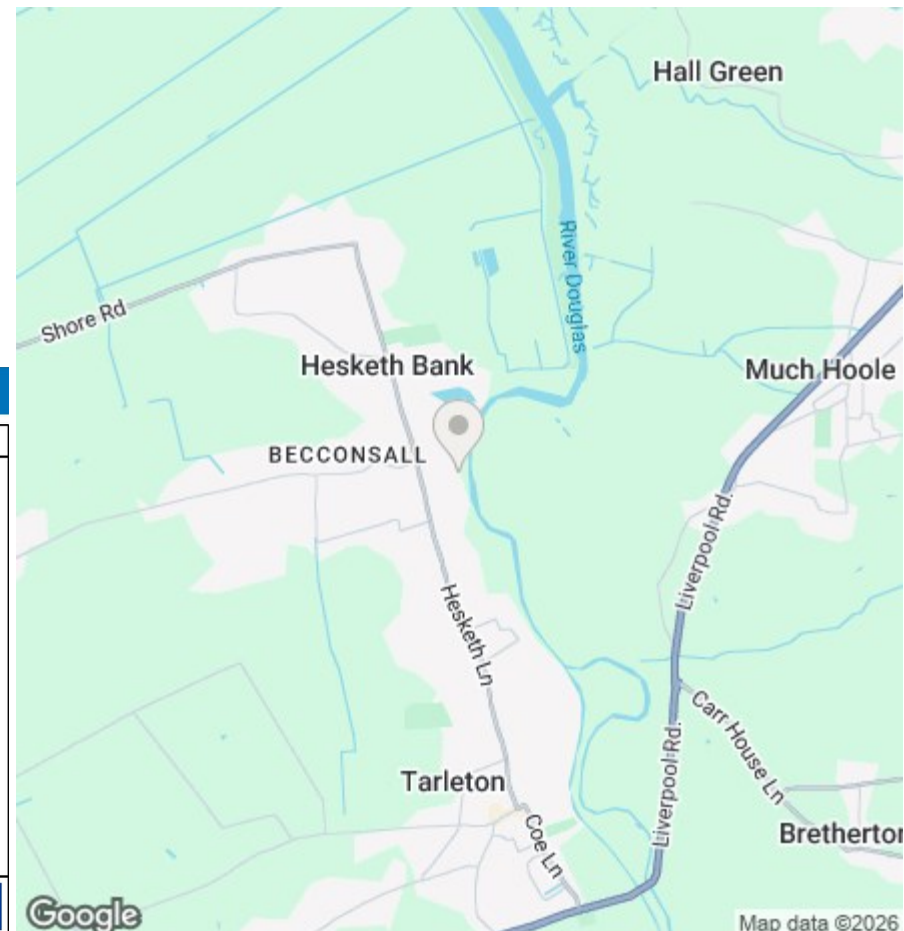 Hall Green
River Douglas
Shore Rd
Hesketh Bank
Much Hoole
BECCONSALL
Liverpool Rd.
Hesketh Ln
Carr House Ln
Liverpool Rd.
Tarleton
Coe Ln
Bretherton
Google
Map data ©2026